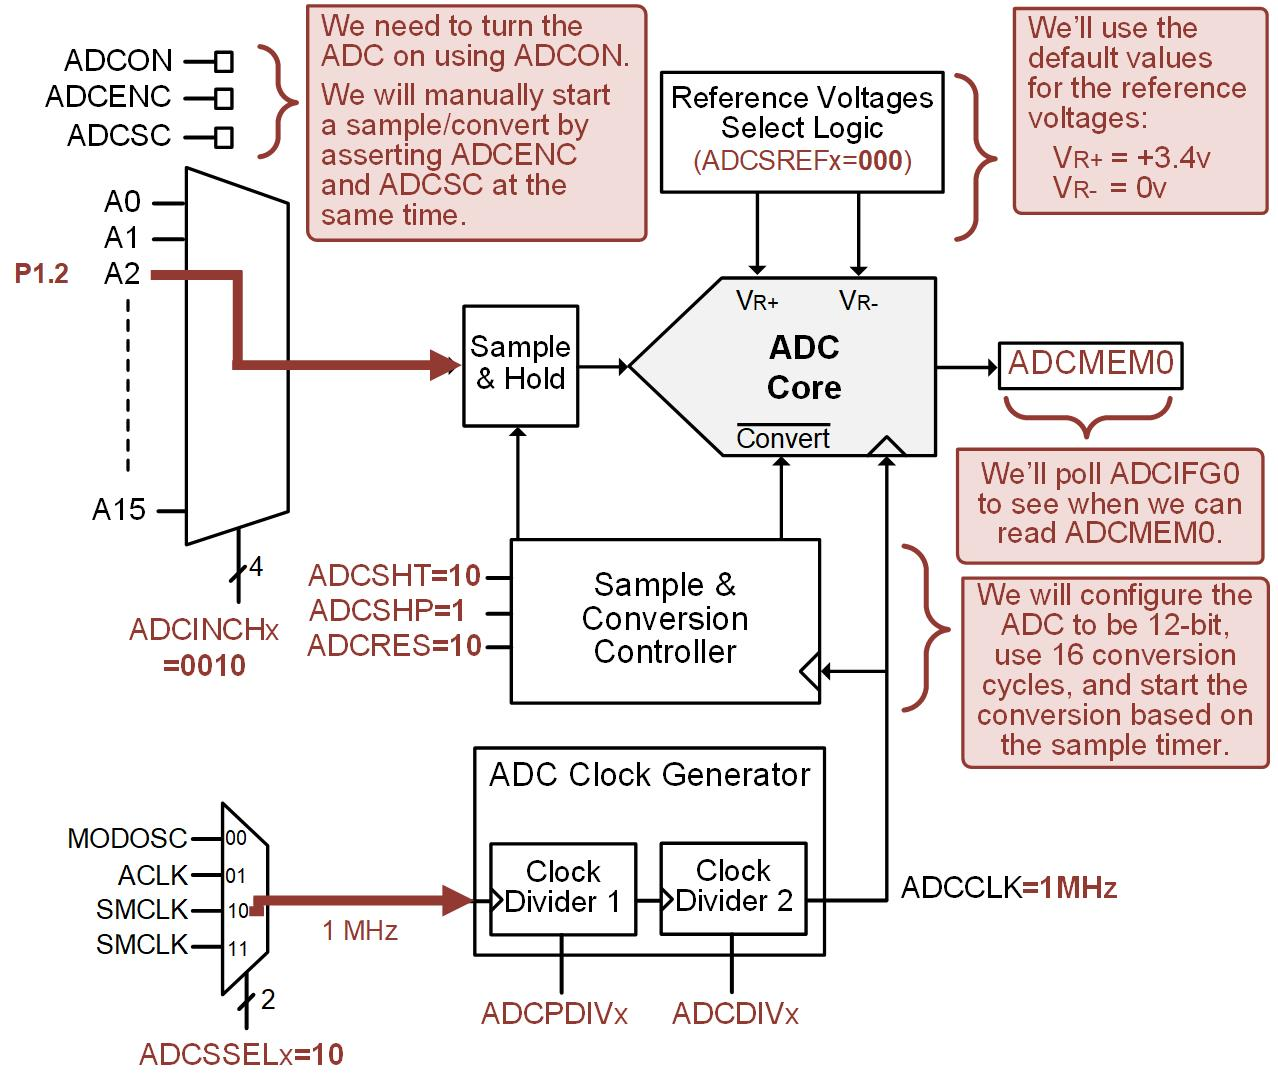 ADCON
ADCENC
ADCSC
We need to turn the
ADC on using ADCON.
We will manually start
a sample/convert by
asserting ADCENC
and ADCSC at the
same time.
Reference Voltages
Select Logic
(ADCSREFx=000)
We'll use the
default values
for the reference
voltages:
VR+ = +3.4v
VR- = 0v
A0
A1
P1.2
A2
A15
4
ADCINCHx
=0010
Sample
& Hold
VR+
VR-
ADC
Core
Convert
ADCMEM0
We'll poll ADCIFG0
to see when we can
read ADCMEM0.
ADCSHT=10
ADCSHP=1
ADCRES=10
Sample &
Conversion
Controller
We will configure the
ADC to be 12-bit,
use 16 conversion
cycles, and start the
conversion based on
the sample timer.
ADC Clock Generator
MODOSC
00
ACLK
01
SMCLK
10
SMCLK
11
1 MHz
2
ADCSSELx=10
Clock
Divider 1
Clock
Divider 2
ADCCLK=1MHz
ADCPDIVx
ADCDIVx